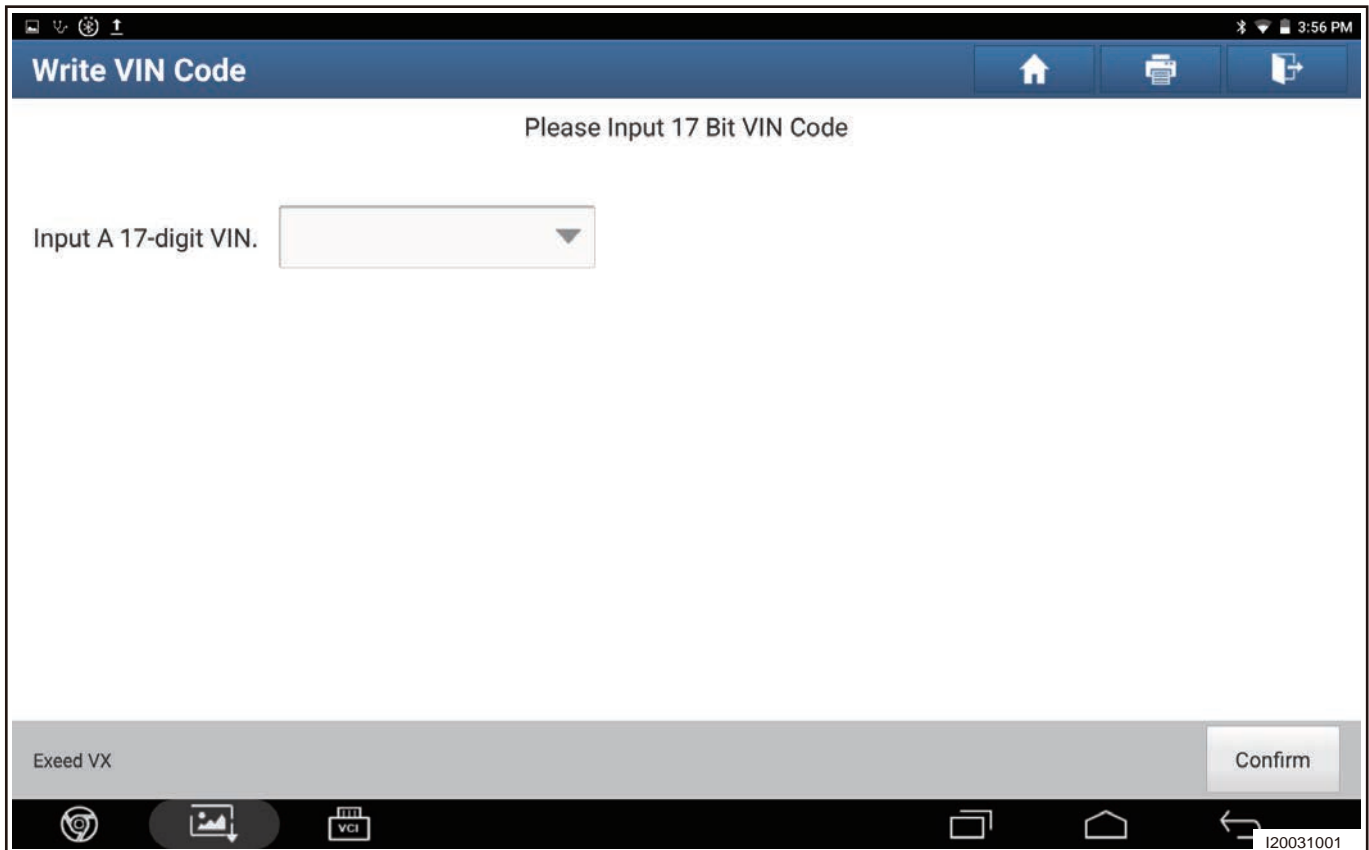 3:56 PM
Write VIN Code
Please Input 17 Bit VIN Code
Input A 17-digit VIN.
Exeed VX
Confirm
VCI
I20031001